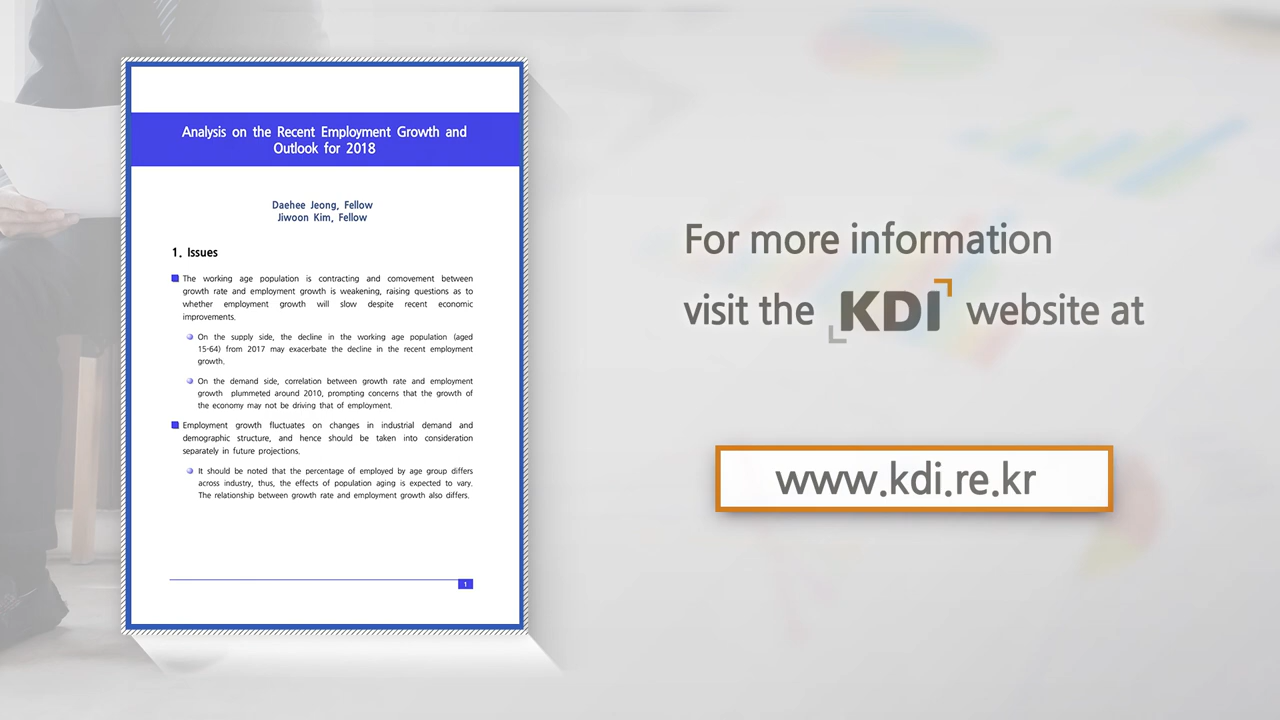 Analysis on the Recent Employment Growth and
Outlook for 2018
Daehee Jeong, Fellow
Jiwoon Kim, Fellow
1. Issues
The working age population is contracting and comovement between
growth rate and employment growth is weakening, raising questions as to
whether employment growth will slow despite recent economic
improvements.
On the supply side, the decline in the working age population (aged
15-64) from 2017 may exacerbate the decline in the recent employment
growth.
On the demand side, correlation between growth rate and employment
growth plummeted around 2010, prompting concerns that the growth of
the economy may not be driving that of employment.
Employment growth fluctuates on changes in industrial demand and
demographic structure, and hence should be taken into consideration
separately in future projections.
It should be noted that the percentage of employed by age group differs
across industry, thus, the effects of population aging is expected to vary.
The relationship between growth rate and employment growth also differs.
1
For more information
visit the KDI website at
www.kdi.re.kr